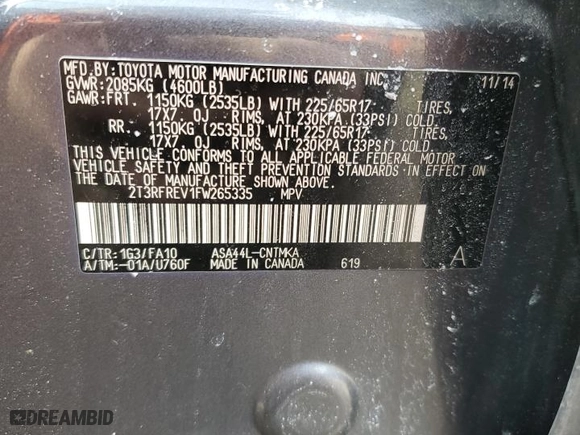 MFD. BY: TOYOTA MOTOR MANUFACTURING CANADA INC. 11/14
GVWR: 2085KG (4600LB)
GAWR: FRT. 1150KG (2535LB) WITH 225/65R17 TIRES,
17X7. OJ RIMS, AT 230KPA (33PSI) COLD.
RR. 1150KG (2535LB) WITH 225/65R17 TIRES,
17X7. OJ RIMS, AT 230KPA (33PSI) COLD.
THIS VEHICLE CONFORMS TO ALL APPLICABLE FEDERAL MOTOR
VEHICLE SAFETY AND THEFT PREVENTION STANDARDS IN EFFECT ON
THE DATE OF MANUFACTURE SHOWN ABOVE.
2T3RFREV1FW265335 MPV
C/TR: 1G3/FA10 ASA44L-CNTMKA A
A/TM: -01A/U760F MADE IN CANADA 619
DREAMBID